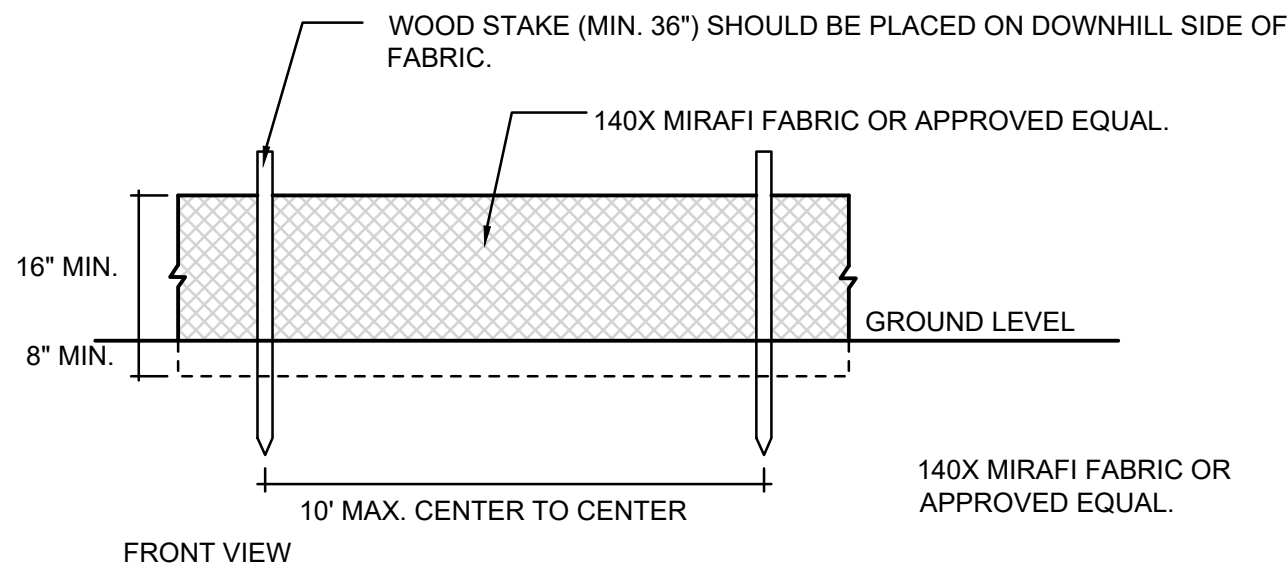 WOOD STAKE (MIN. 36") SHOULD BE PLACED ON DOWNHILL SIDE OF
FABRIC.
140X MIRAFI FABRIC OR APPROVED EQUAL.
16" MIN.
GROUND LEVEL
8" MIN.
140X MIRAFI FABRIC OR
APPROVED EQUAL.
10' MAX. CENTER TO CENTER
FRONT VIEW